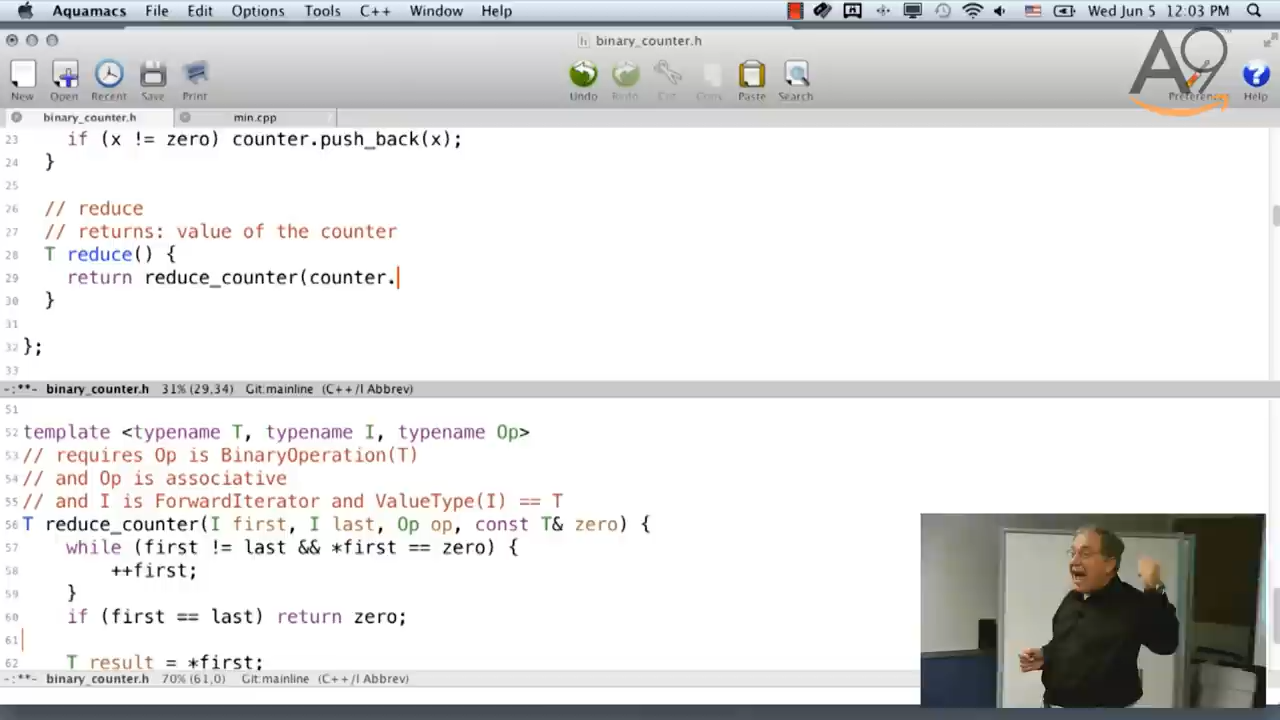 Aquamacs File Edit Options Tools C++ Window Help Wed Jun 5 12:03 PM
binary_counter.h
A9
New Open Recent Save Print Undo Redo Cut Copy Paste Search Preferences Help
binary_counter.h min.cpp
23 if (x != zero) counter.push_back(x);
24 }
25
26 // reduce
27 // returns: value of the counter
28 T reduce() {
29 return reduce_counter(counter.
30 }
31
32 };
33
-:**- binary_counter.h 31% (29,34) Git:mainline (C++/l Abbrev)
51
52 template <typename T, typename I, typename Op>
53 // requires Op is BinaryOperation(T)
54 // and Op is associative
55 // and I is ForwardIterator and ValueType(I) == T
56 T reduce_counter(I first, I last, Op op, const T& zero) {
57 while (first != last && *first == zero) {
58 ++first;
59 }
60 if (first == last) return zero;
61
62 T result = *first;
-:**- binary_counter.h 70% (61,0) Git:mainline (C++/l Abbrev)